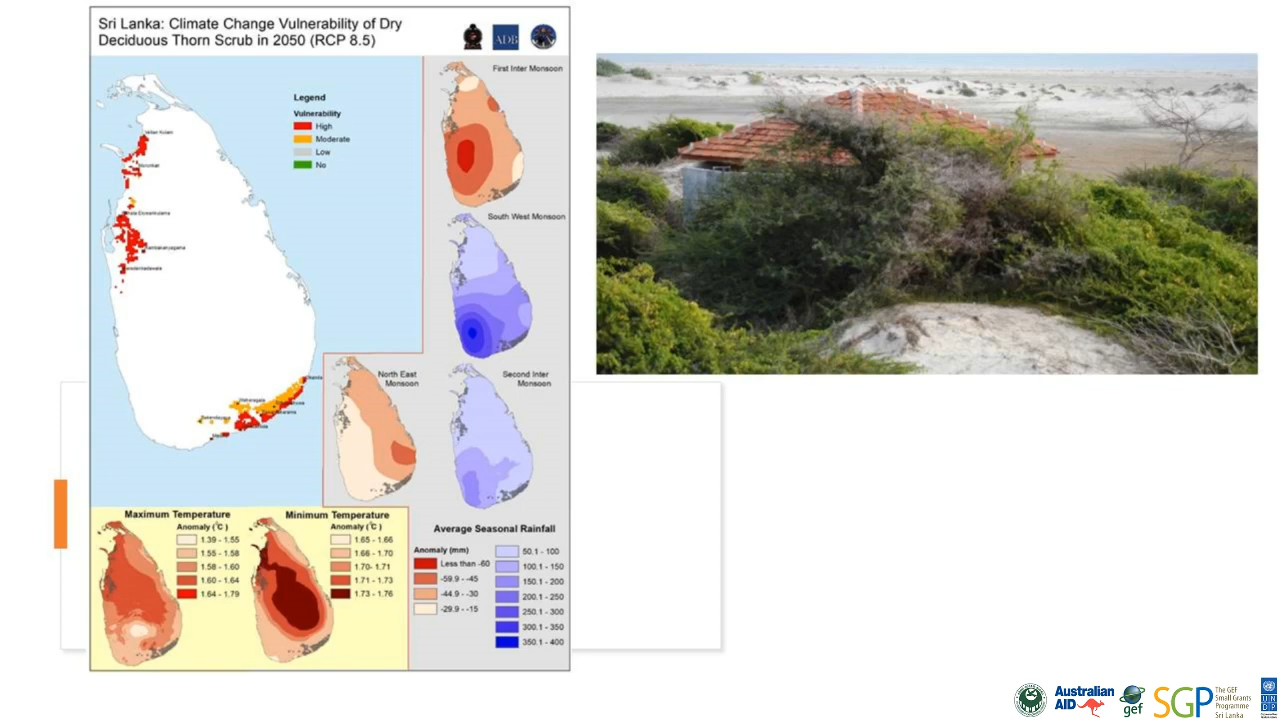 Sri Lanka: Climate Change Vulnerability of Dry
Deciduous Thorn Scrub in 2050 (RCP 8.5)
ADB
First Inter Monsoon
Legend
Vulnerability
High
Moderate
Low
No
South West Monsoon
North East
Monsoon
Second Inter
Monsoon
Maximum Temperature
Anomaly (°C)
1.39 - 1.55
1.55 - 1.58
1.58 - 1.60
1.60 - 1.64
1.64 - 1.79
Minimum Temperature
Anomaly (°C)
1.65 - 1.66
1.66 - 1.70
1.70- 1.71
1.71 - 1.73
1.73 - 1.76
Average Seasonal Rainfall
Anomaly (mm)
Less than -60
-59.9 - -45
-44.9 - -30
-29.9 - -15
50.1 - 100
100.1 - 150
150.1 - 200
200.1 - 250
250.1 - 300
300.1 - 350
350.1 - 400
Australian
AID
gef
SGP
The GEF
Small Grants
Programme
Sri Lanka